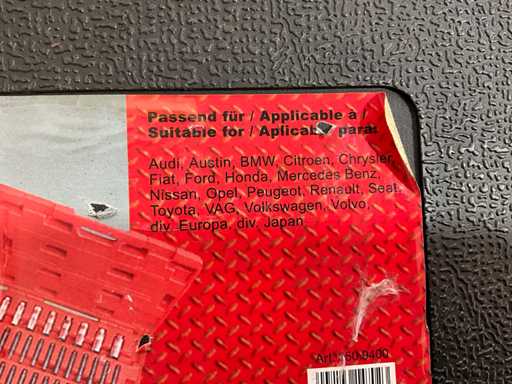 Passend für / Applicable à /
Suitable for / Aplicable para:
Audi, Austin, BMW, Citroen, Chrysler,
Fiat, Ford, Honda, Mercedes Benz,
Nissan, Opel, Peugeot, Renault, Seat,
Toyota, VAG, Volkswagen, Volvo,
div. Europa, div. Japan